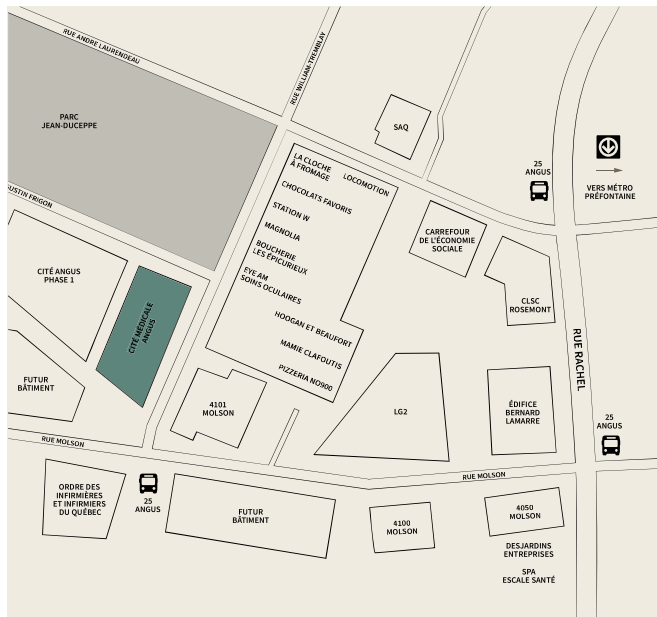 RUE ANDRE LAURENDEAU
RUE WILLIAM-TREMBLAY
PARC
JEAN-DUCEPPE
SAQ
25
ANGUS
VERS MÉTRO
PRÉFONTAINE
LA CLOCHE
À FROMAGE
LOCOMOTION
CHOCOLATS FAVORIS
STATION W
MAGNOLIA
BOUCHERIE
LES ÉPICURIEUX
EYE AM
SOINS OCULAIRES
HOOGAN ET BEAUFORT
MAMIE CLAFOUTIS
PIZZERIA NO900
USTIN FRIGON
CARREFOUR
DE L'ÉCONOMIE
SOCIALE
CLSC
ROSEMONT
CITÉ ANGUS
PHASE 1
CITÉ MÉDICALE
ANGUS
RUE RACHEL
FUTUR
BÂTIMENT
4101
MOLSON
LG2
ÉDIFICE
BERNARD
LAMARRE
25
ANGUS
RUE MOLSON
RUE MOLSON
ORDRE DES
INFIRMIÈRES
ET INFIRMIERS
DU QUÉBEC
25
ANGUS
FUTUR
BÂTIMENT
4100
MOLSON
4050
MOLSON
DESJARDINS
ENTREPRISES
SPA
ESCALE SANTÉ